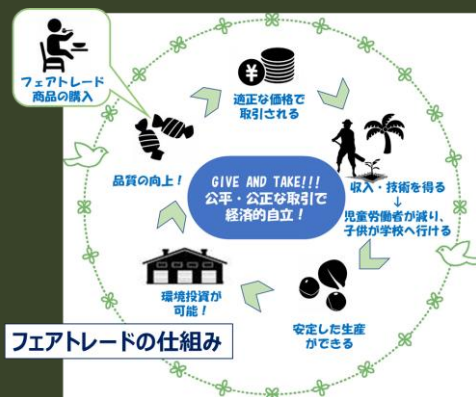 フェアトレード
商品の購入
¥
適正な価格で
取引される
収入・技術を得る
↓
児童労働者が減り、
子供が学校へ行ける
安定した生産
ができる
環境投資が
可能！
品質の向上！
GIVE AND TAKE!!!
公平・公正な取引で
経済的自立！
フェアトレードの仕組み